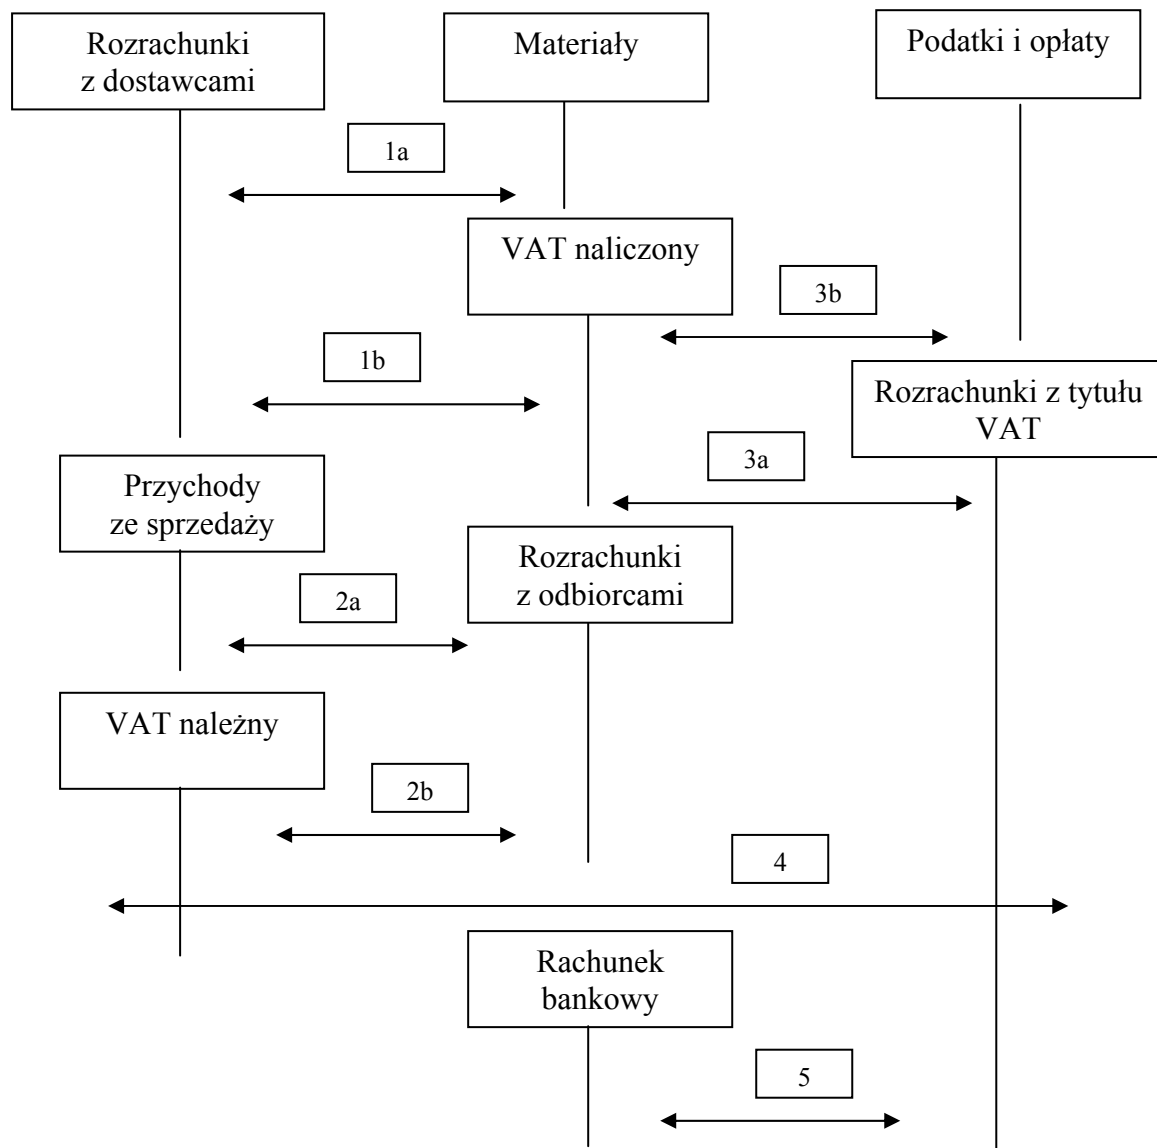 Rozrachunki
z dostawcami
Materiały
Podatki i opłaty
1a
VAT naliczony
3b
1b
Rozrachunki z tytułu
VAT
3a
Przychody
ze sprzedaży
Rozrachunki
z odbiorcami
2a
VAT należny
2b
4
Rachunek
bankowy
5